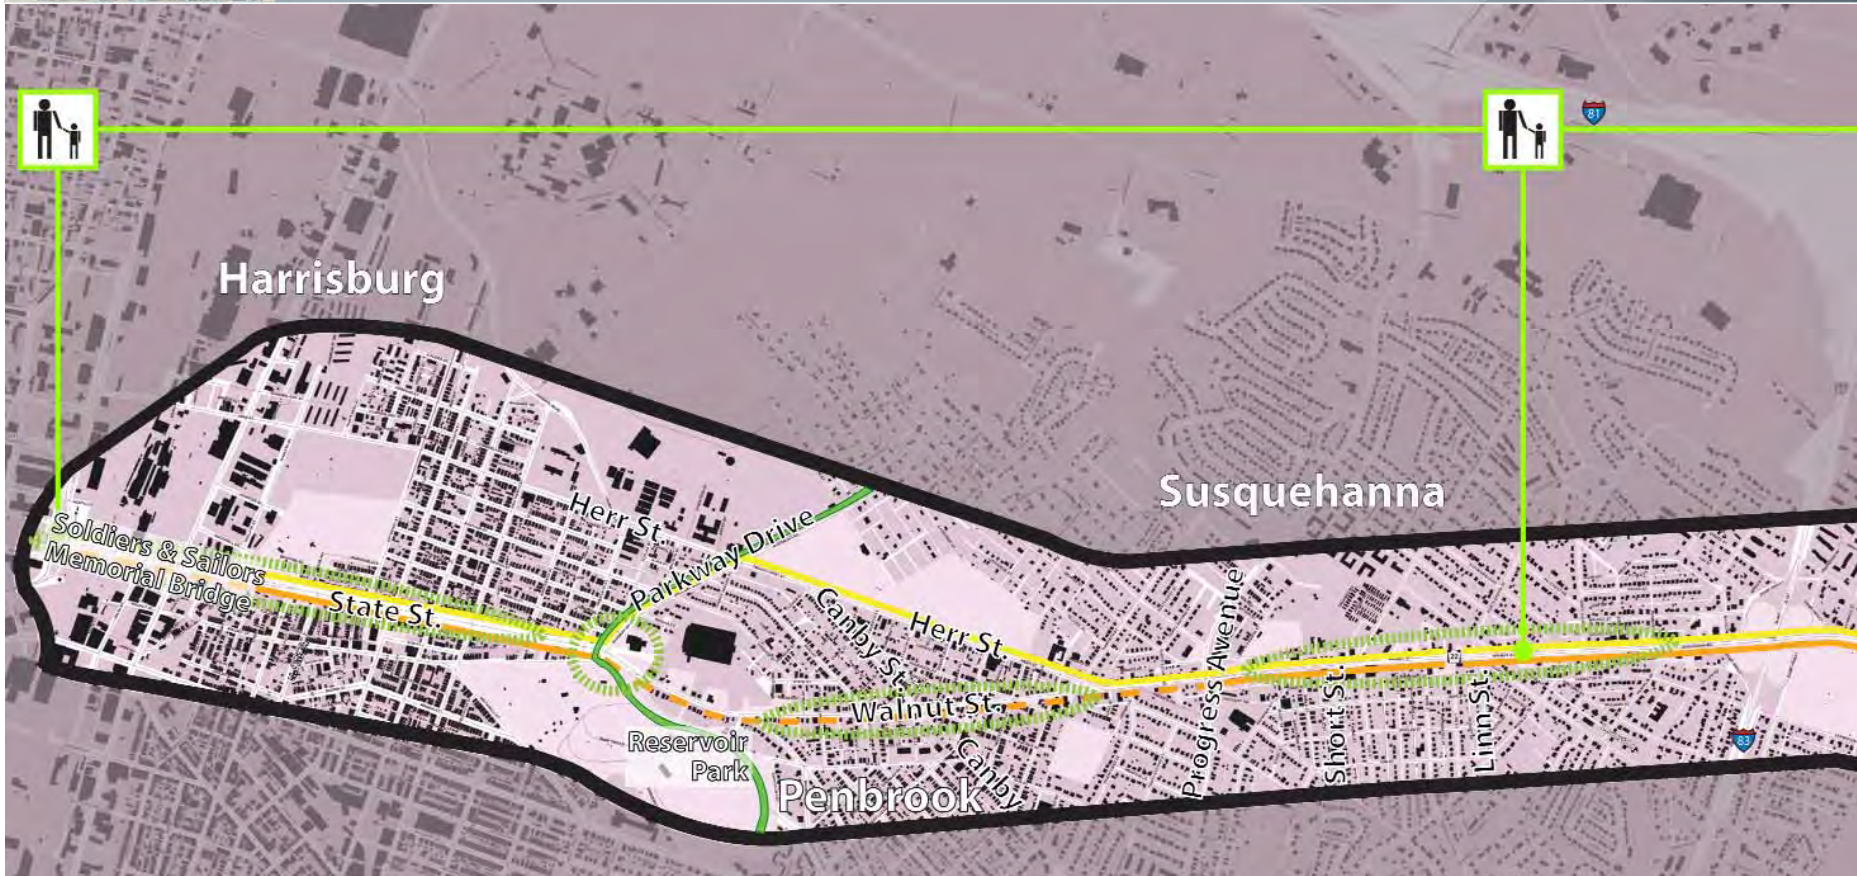 81
Harrisburg
Susquehanna
Soldiers & Sailors
Memorial Bridge
State St.
Herr St.
Parkway Drive
Canby St.
Herr St
Walnut St.
Progress Avenue
22
Short St.
Linn St.
83
Reservoir
Park
Penbrook
Canby